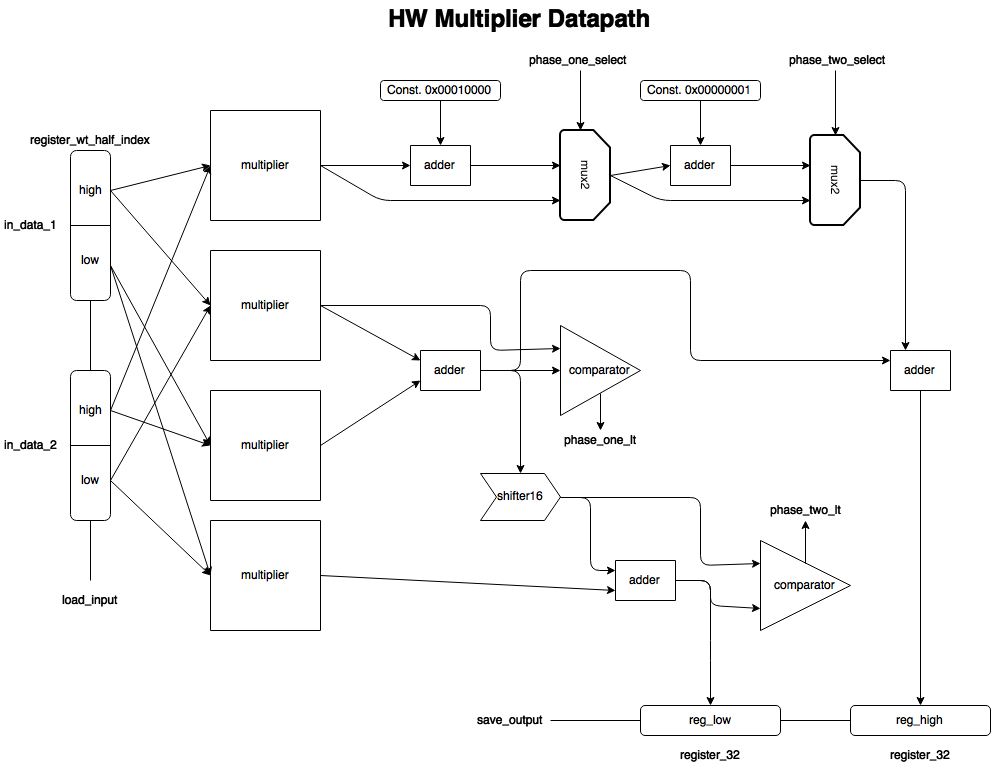 HW Multiplier Datapath
phase_one_select
phase_two_select
Const. 0x00010000
Const. 0x00000001
register_wt_half_index
multiplier
adder
mux2
adder
mux2
high
in_data_1
low
multiplier
adder
comparator
adder
high
in_data_2
low
multiplier
phase_one_lt
shifter16
phase_two_lt
multiplier
adder
comparator
load_input
save_output
reg_low
reg_high
register_32
register_32